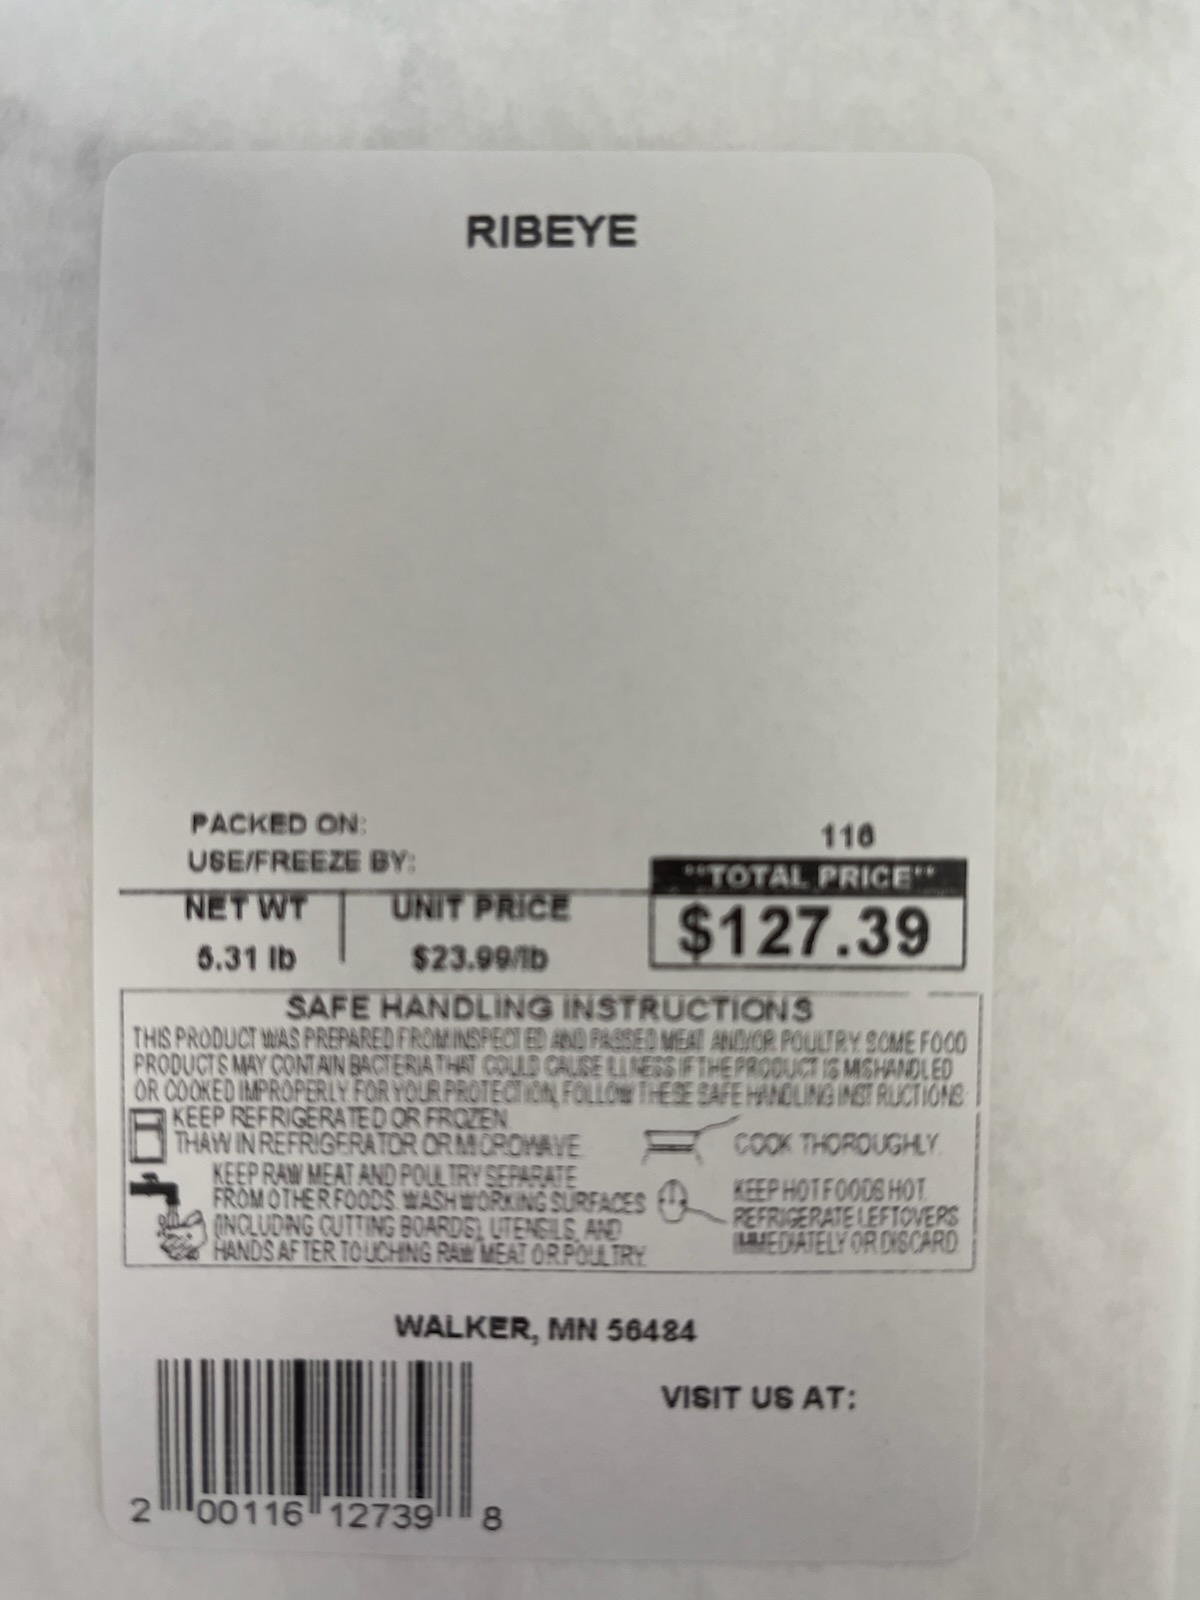 RIBEYE
PACKED ON:
116
USE/FREEZE BY:
**TOTAL PRICE**
NET WT
UNIT PRICE
$127.39
5.31 lb
$23.99/lb
SAFE HANDLING INSTRUCTIONS
THIS PRODUCT WAS PREPARED FROM INSPECTED AND PASSED MEAT AND/OR POULTRY. SOME FOOD
PRODUCTS MAY CONTAIN BACTERIA THAT COULD CAUSE ILLNESS IF THE PRODUCT IS MISHANDLED
OR COOKED IMPROPERLY. FOR YOUR PROTECTION, FOLLOW THESE SAFE HANDLING INSTRUCTIONS:
KEEP REFRIGERATED OR FROZEN.
THAW IN REFRIGERATOR OR MICROWAVE.
COOK THOROUGHLY.
KEEP RAW MEAT AND POULTRY SEPARATE
FROM OTHER FOODS. WASH WORKING SURFACES
(INCLUDING CUTTING BOARDS), UTENSILS, AND
HANDS AFTER TOUCHING RAW MEAT OR POULTRY.
KEEP HOT FOODS HOT.
REFRIGERATE LEFTOVERS
IMMEDIATELY OR DISCARD.
WALKER, MN 56484
VISIT US AT:
2 00116 12739 8